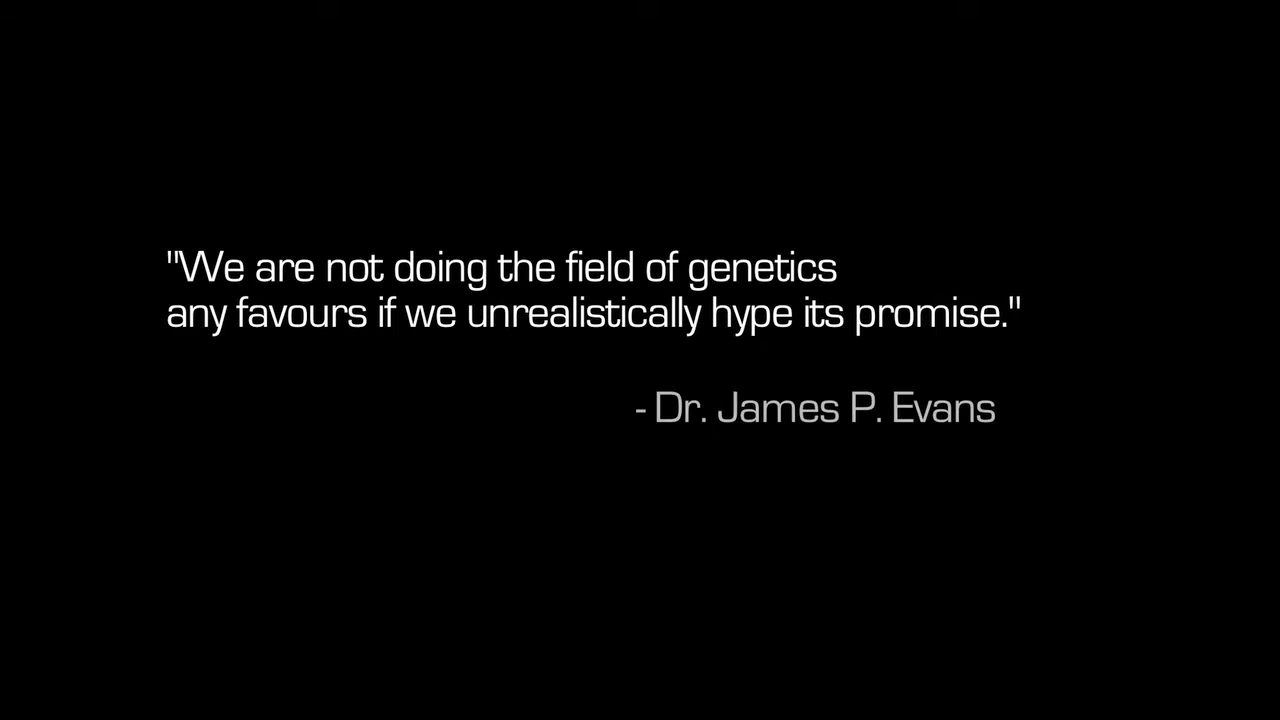 "We are not doing the field of genetics
any favours if we unrealistically hype its promise."
- Dr. James P. Evans